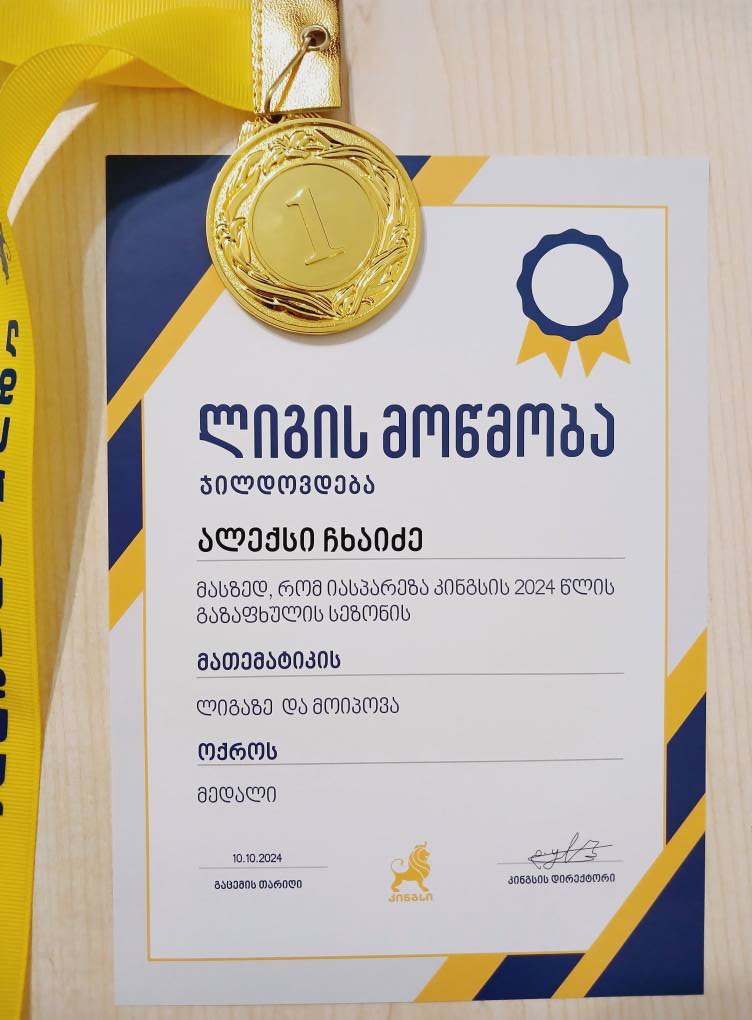 1
ლიგის მოწმობა
ჯილდოვდება
ალექსი ჩხაიძე
მასზედ, რომ იასპარეზა კინგსის 2024 წლის
გაზაფხულის სეზონის
მათემატიკის
ლიგაზე და მოიპოვა
ოქროს
მედალი
10.10.2024
გაცემის თარიღი
კინგსი
კინგსის დირექტორი